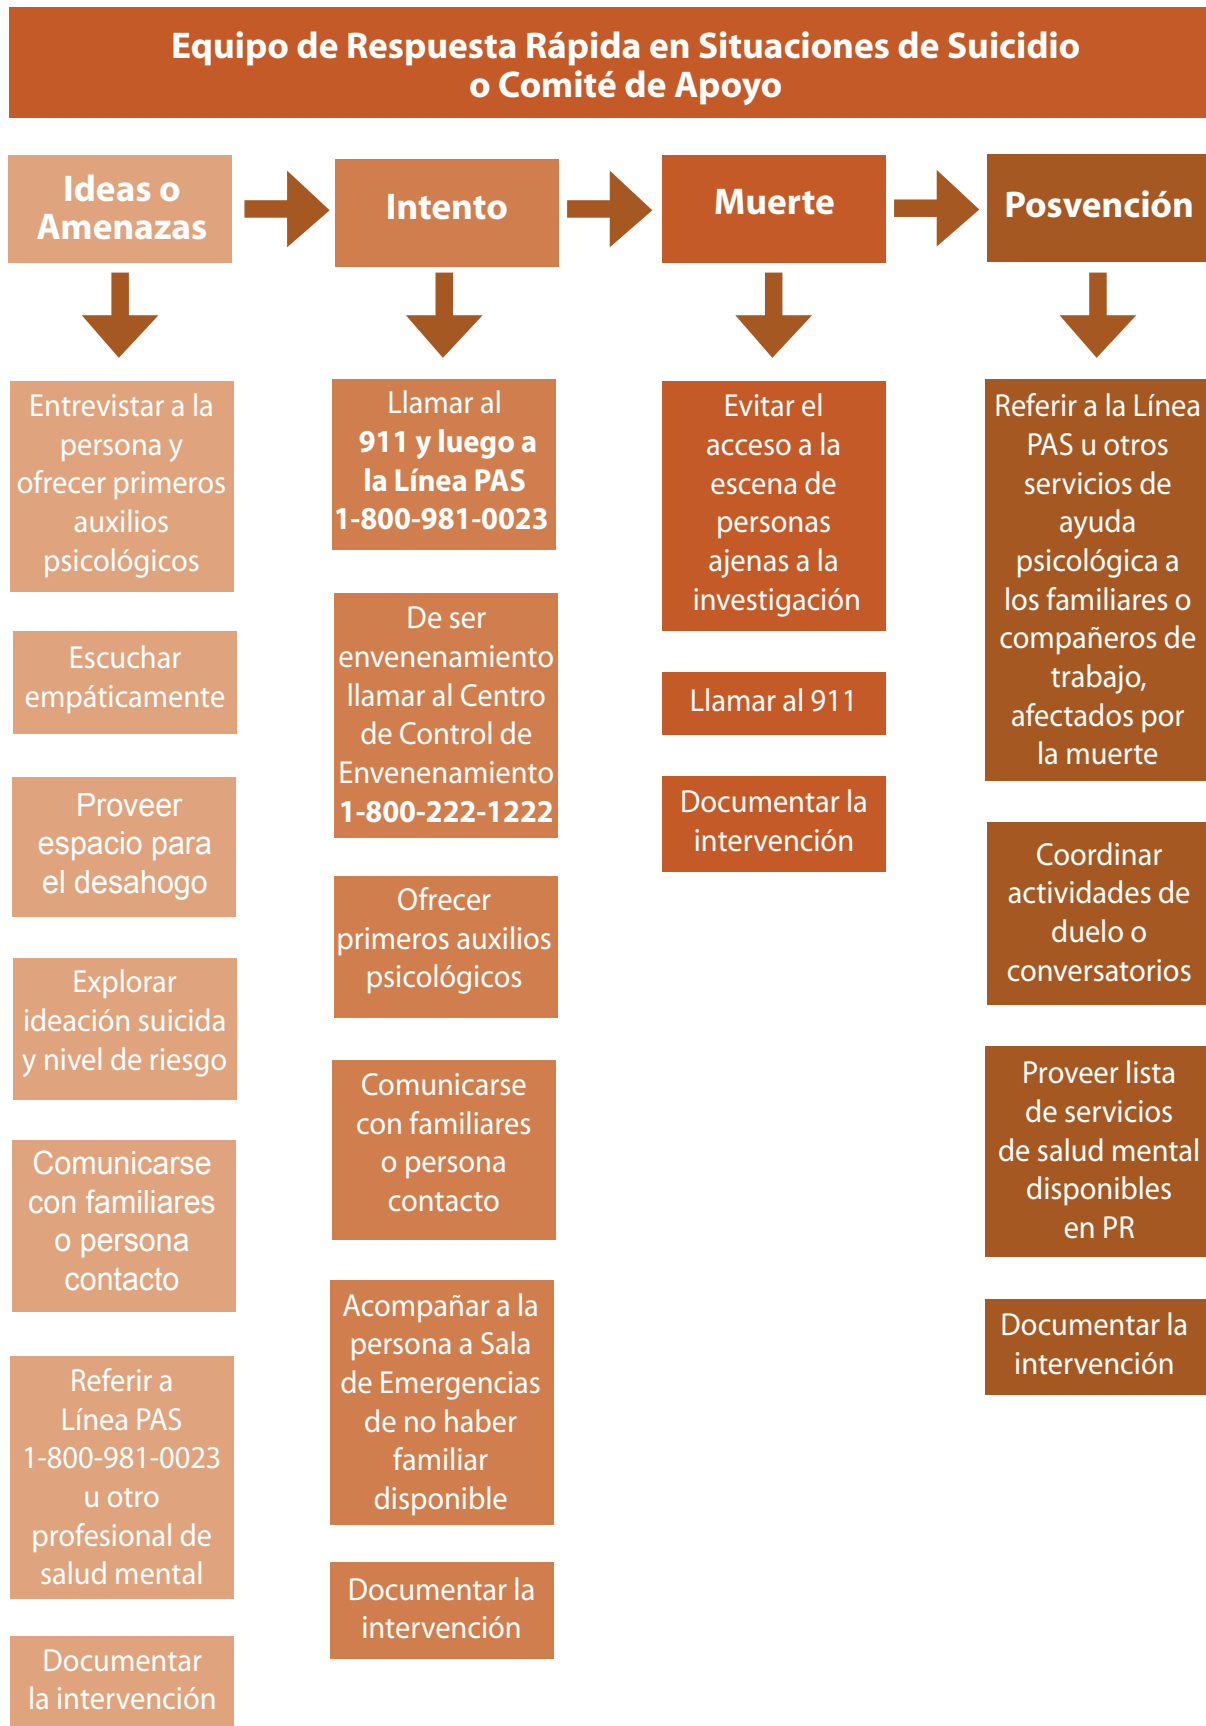 Equipo de Respuesta Rápida en Situaciones de Suicidio
o Comité de Apoyo
Ideas o
Amenazas
Intento
Muerte
Posvención
Entrevistar a la
persona y
ofrecer primeros
auxilios
psicológicos
Escuchar
empáticamente
Proveer
espacio para
el desahogo
Explorar
ideación suicida
y nivel de riesgo
Comunicarse
con familiares
o persona
contacto
Referir a
Línea PAS
1-800-981-0023
u otro
profesional de
salud mental
Documentar
la intervención
Llamar al
911 y luego a
la Línea PAS
1-800-981-0023
De ser
envenenamiento
llamar al Centro
de Control de
Envenenamiento
1-800-222-1222
Ofrecer
primeros auxilios
psicológicos
Comunicarse
con familiares
o persona
contacto
Acompañar a la
persona a Sala
de Emergencias
de no haber
familiar
disponible
Documentar la
intervención
Evitar el
acceso a la
escena de
personas
ajenas a la
investigación
Llamar al 911
Documentar la
intervención
Referir a la Línea
PAS u otros
servicios de
ayuda
psicológica a
los familiares o
compañeros de
trabajo,
afectados por
la muerte
Coordinar
actividades de
duelo o
conversatorios
Proveer lista
de servicios
de salud mental
disponibles
en PR
Documentar la
intervención